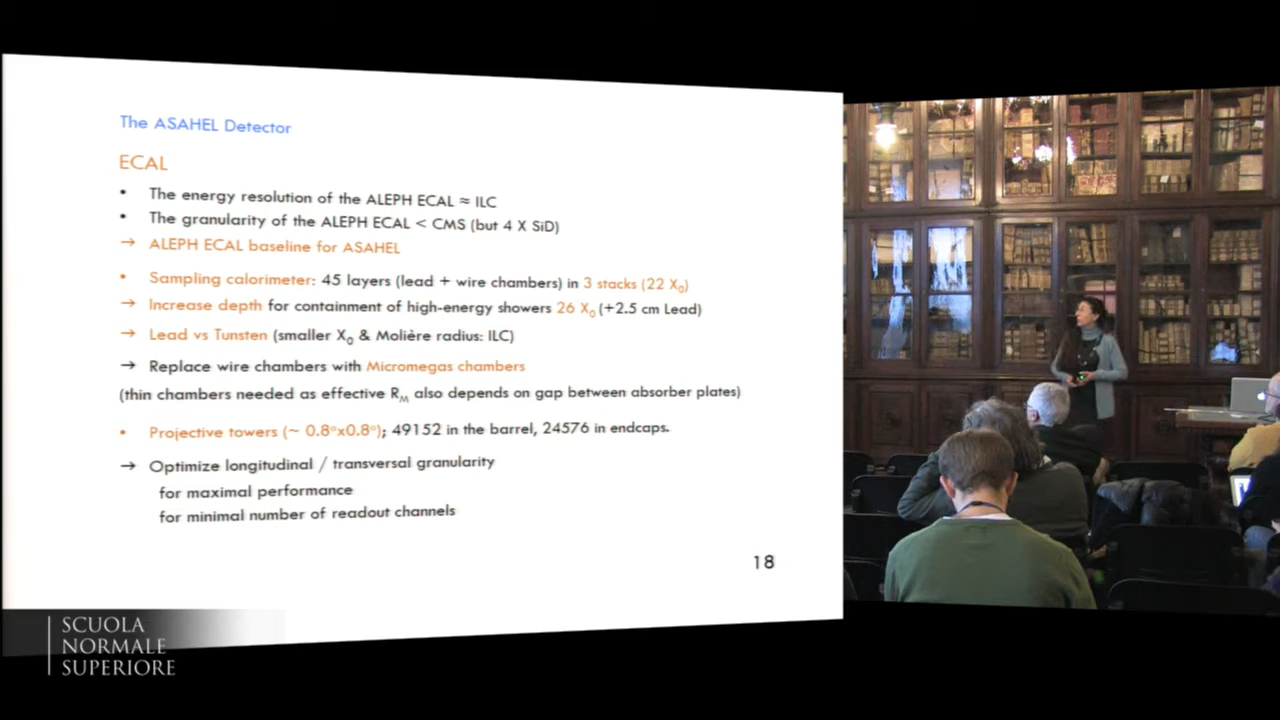 The ASAHEL Detector
ECAL
• The energy resolution of the ALEPH ECAL ≈ ILC
• The granularity of the ALEPH ECAL < CMS (but 4 X SiD)
→ ALEPH ECAL baseline for ASAHEL
• Sampling calorimeter: 45 layers (lead + wire chambers) in 3 stacks (22 X₀)
→ Increase depth for containment of high-energy showers 26 X₀ (+2.5 cm Lead)
→ Lead vs Tunsten (smaller X₀ & Molière radius: ILC)
→ Replace wire chambers with Micromegas chambers
(thin chambers needed as effective R_M also depends on gap between absorber plates)
• Projective towers (~ 0.8°x0.8°); 49152 in the barrel, 24576 in endcaps.
→ Optimize longitudinal / transversal granularity
for maximal performance
for minimal number of readout channels
18
SCUOLA
NORMALE
SUPERIORE